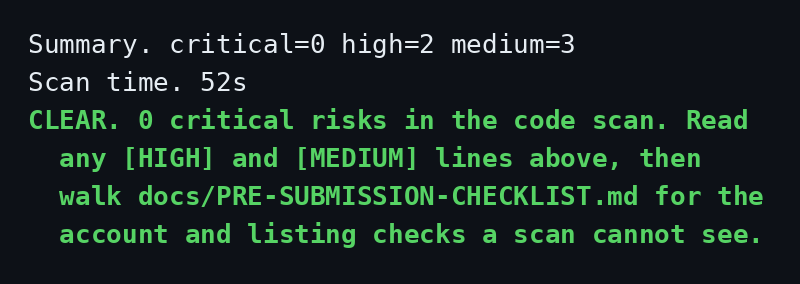 Summary. critical=0 high=2 medium=3
Scan time. 52s
CLEAR. 0 critical risks in the code scan. Read
any [HIGH] and [MEDIUM] lines above, then
walk docs/PRE-SUBMISSION-CHECKLIST.md for the
account and listing checks a scan cannot see.